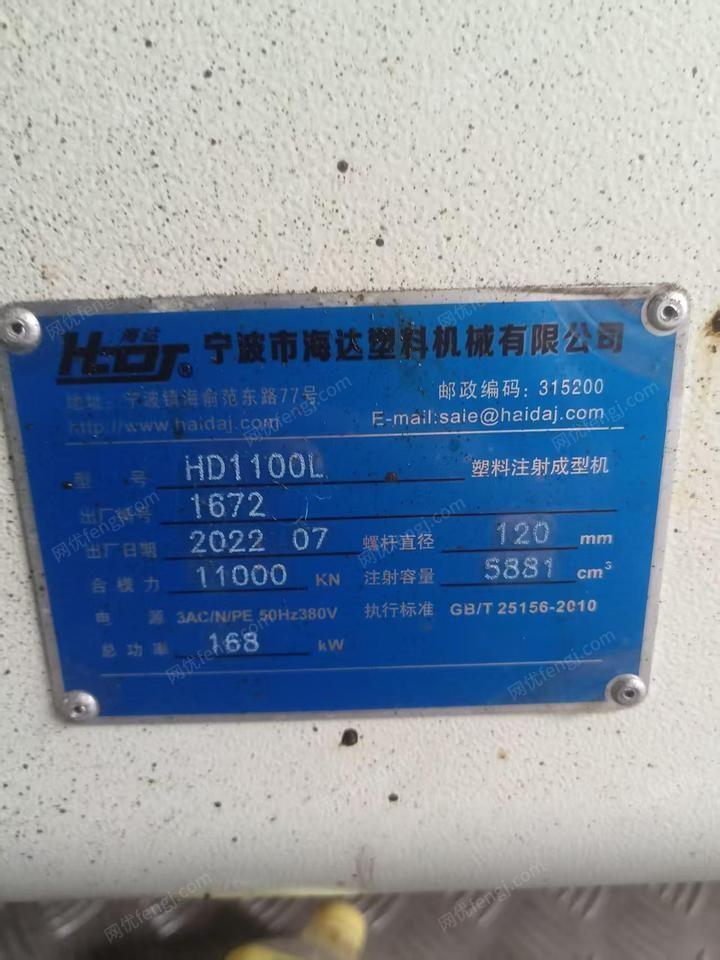 海达
HDJ® 宁波市海达塑料机械有限公司
地址：宁波镇海俞范东路77号 邮政编码：315200
http://www.haidaj.com E-mail:saie@haidaj.com
型号 HD1100L 塑料注射成型机
出厂编号 1672
出厂日期 2022 07 螺杆直径 120 mm
合模力 11000 KN 注射容量 5881 cm³
电源 3AC/N/PE 50Hz380V 执行标准 GB/T 25156-2010
总功率 168 kW
网优fengj.com